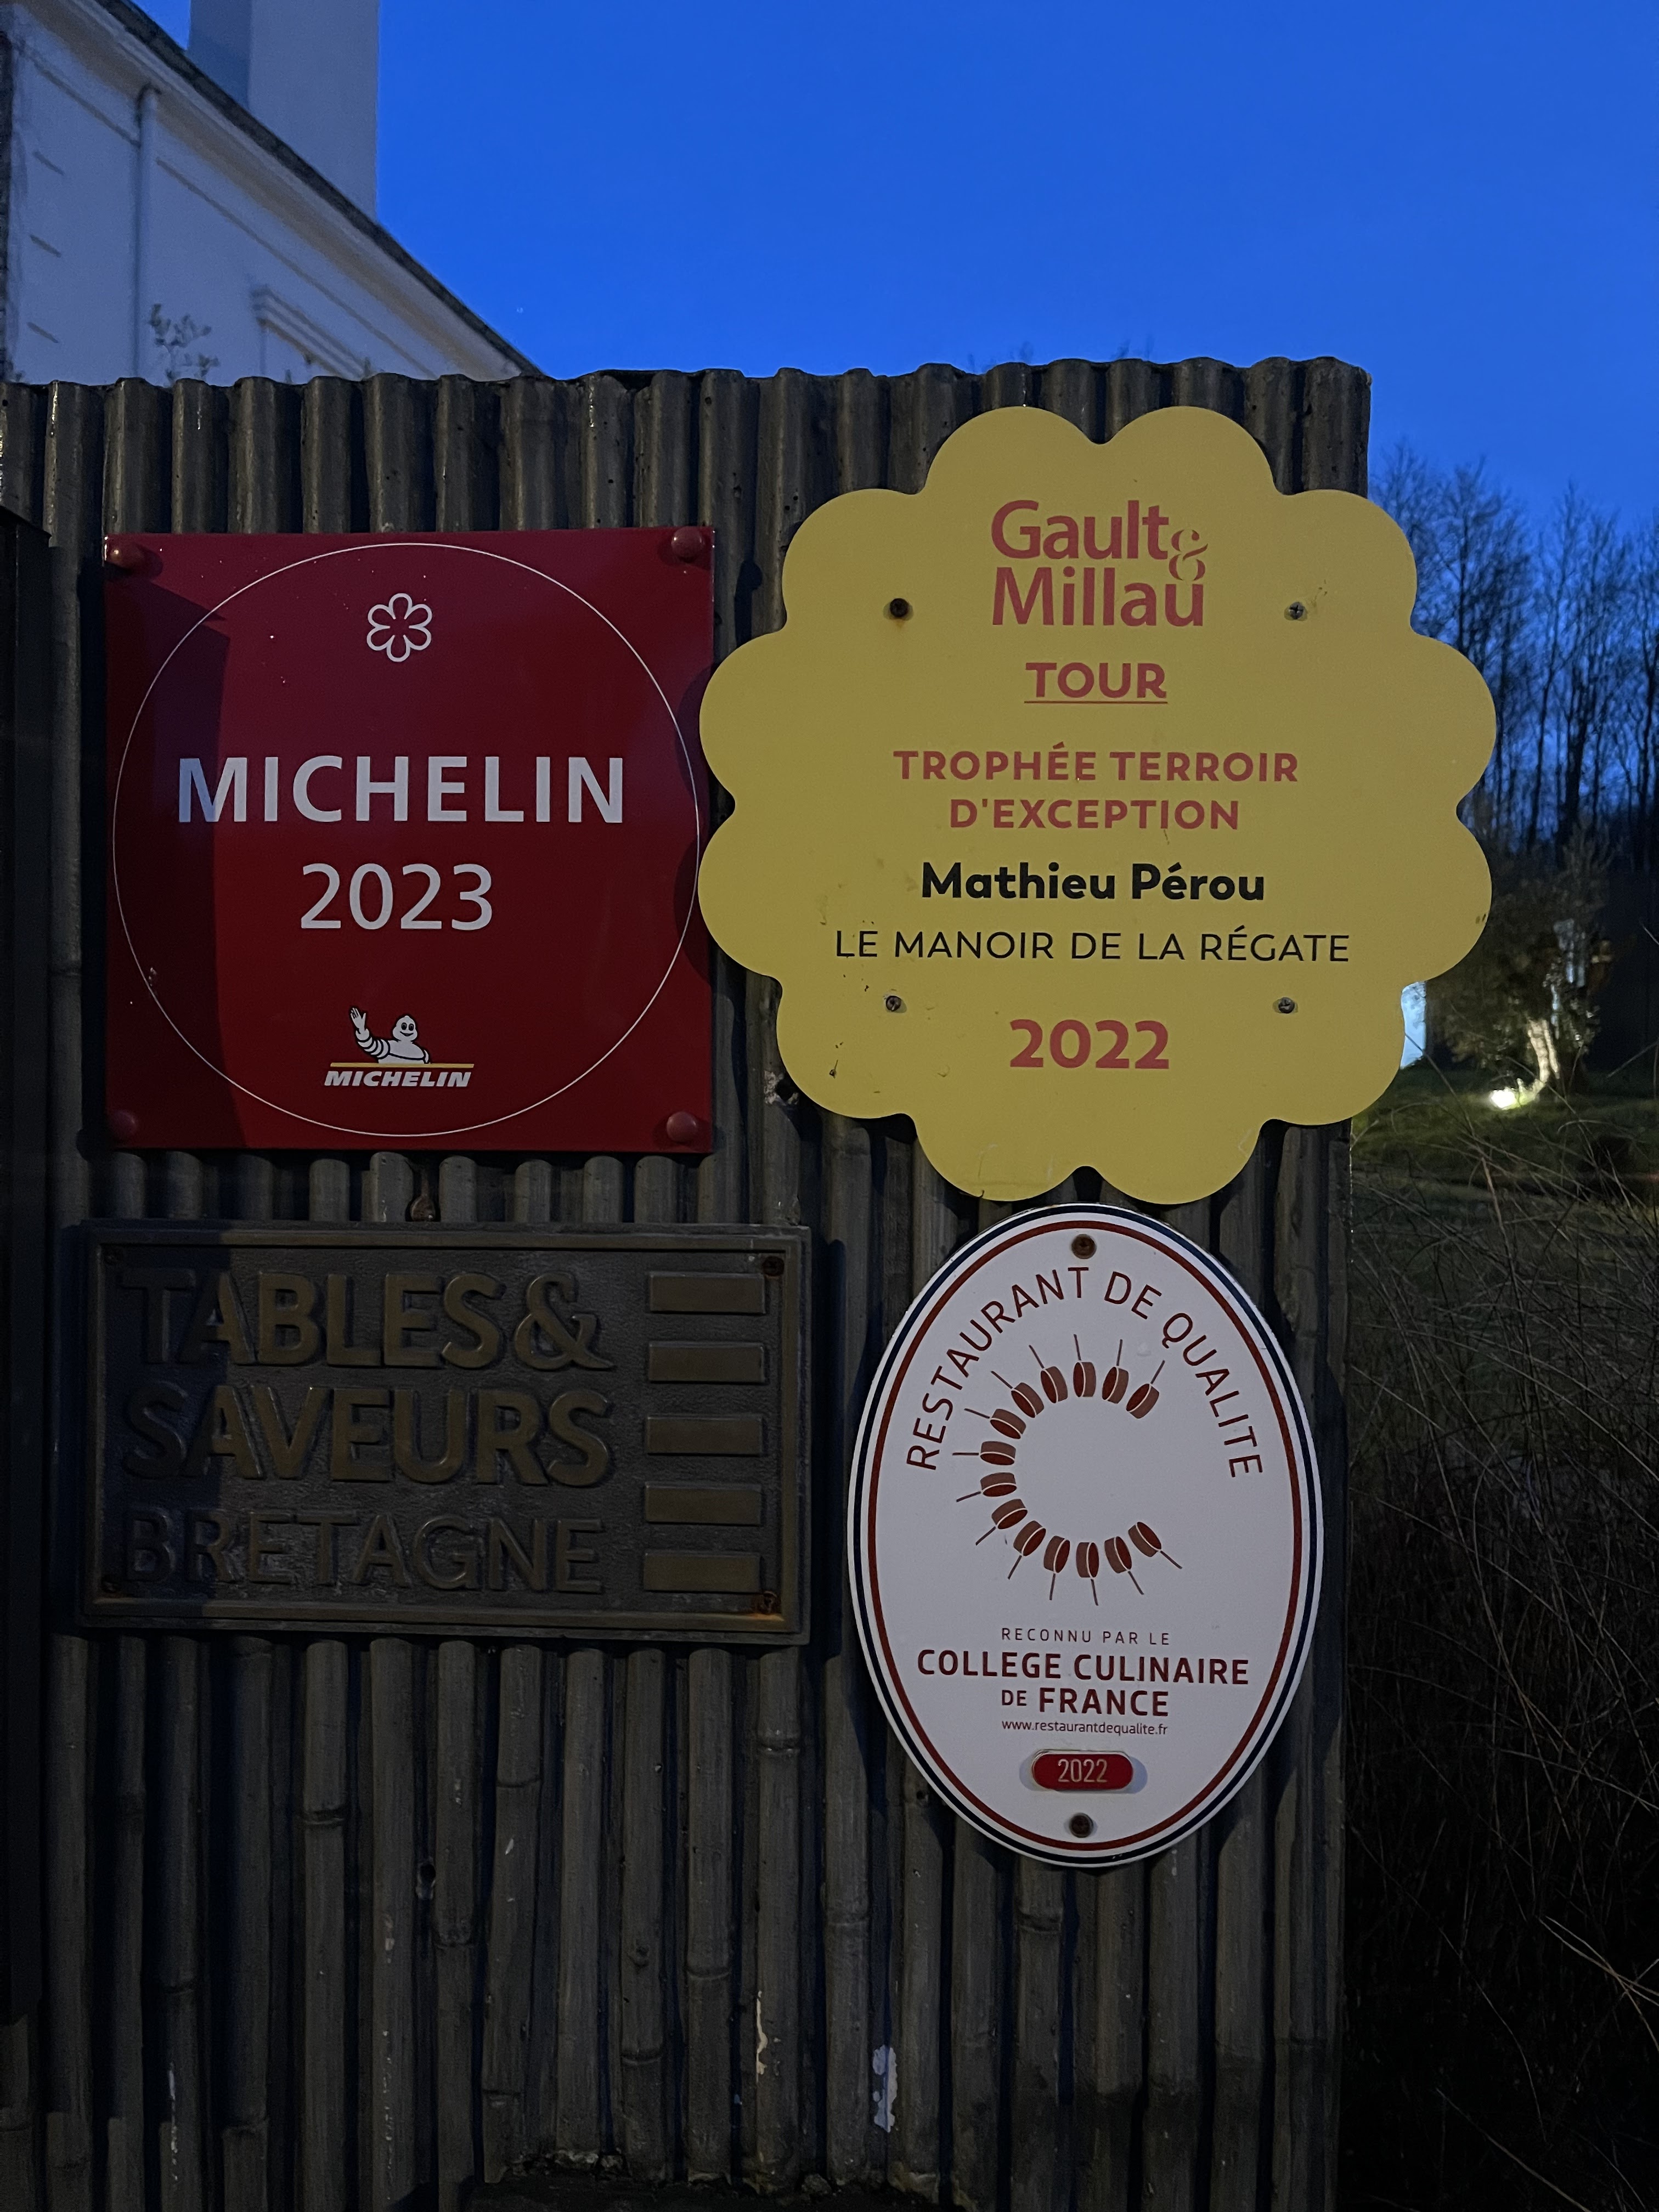 MICHELIN
2023
MICHELIN
Gault&
Millau
TOUR
TROPHÉE TERROIR
D'EXCEPTION
Mathieu Pérou
LE MANOIR DE LA RÉGATE
2022
TABLES &
SAVEURS
BRETAGNE
RESTAURANT DE QUALITE
RECONNU PAR LE
COLLEGE CULINAIRE
DE FRANCE
www.restaurantdequalite.fr
2022